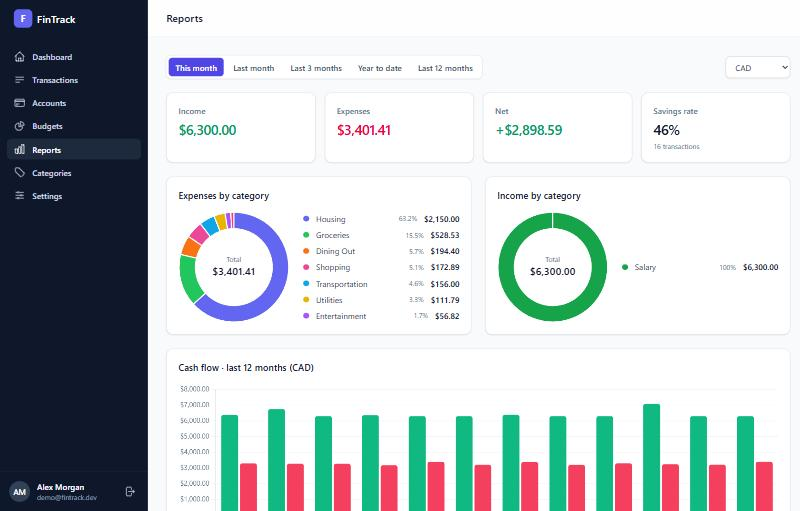 F FinTrack
Reports
Dashboard
Transactions
Accounts
Budgets
Reports
Categories
Settings
AM Alex Morgan
demo@fintrack.dev
This month Last month Last 3 months Year to date Last 12 months
CAD
Income
$6,300.00
Expenses
$3,401.41
Net
+$2,898.59
Savings rate
46%
16 transactions
Expenses by category
Total
$3,401.41
Housing 63.2% $2,150.00
Groceries 15.5% $528.53
Dining Out 5.7% $194.40
Shopping 5.1% $172.89
Transportation 4.6% $156.00
Utilities 3.3% $111.79
Entertainment 1.7% $56.82
Income by category
Total
$6,300.00
Salary 100% $6,300.00
Cash flow · last 12 months (CAD)
$8,000.00
$7,000.00
$6,000.00
$5,000.00
$4,000.00
$3,000.00
$2,000.00
$1,000.00